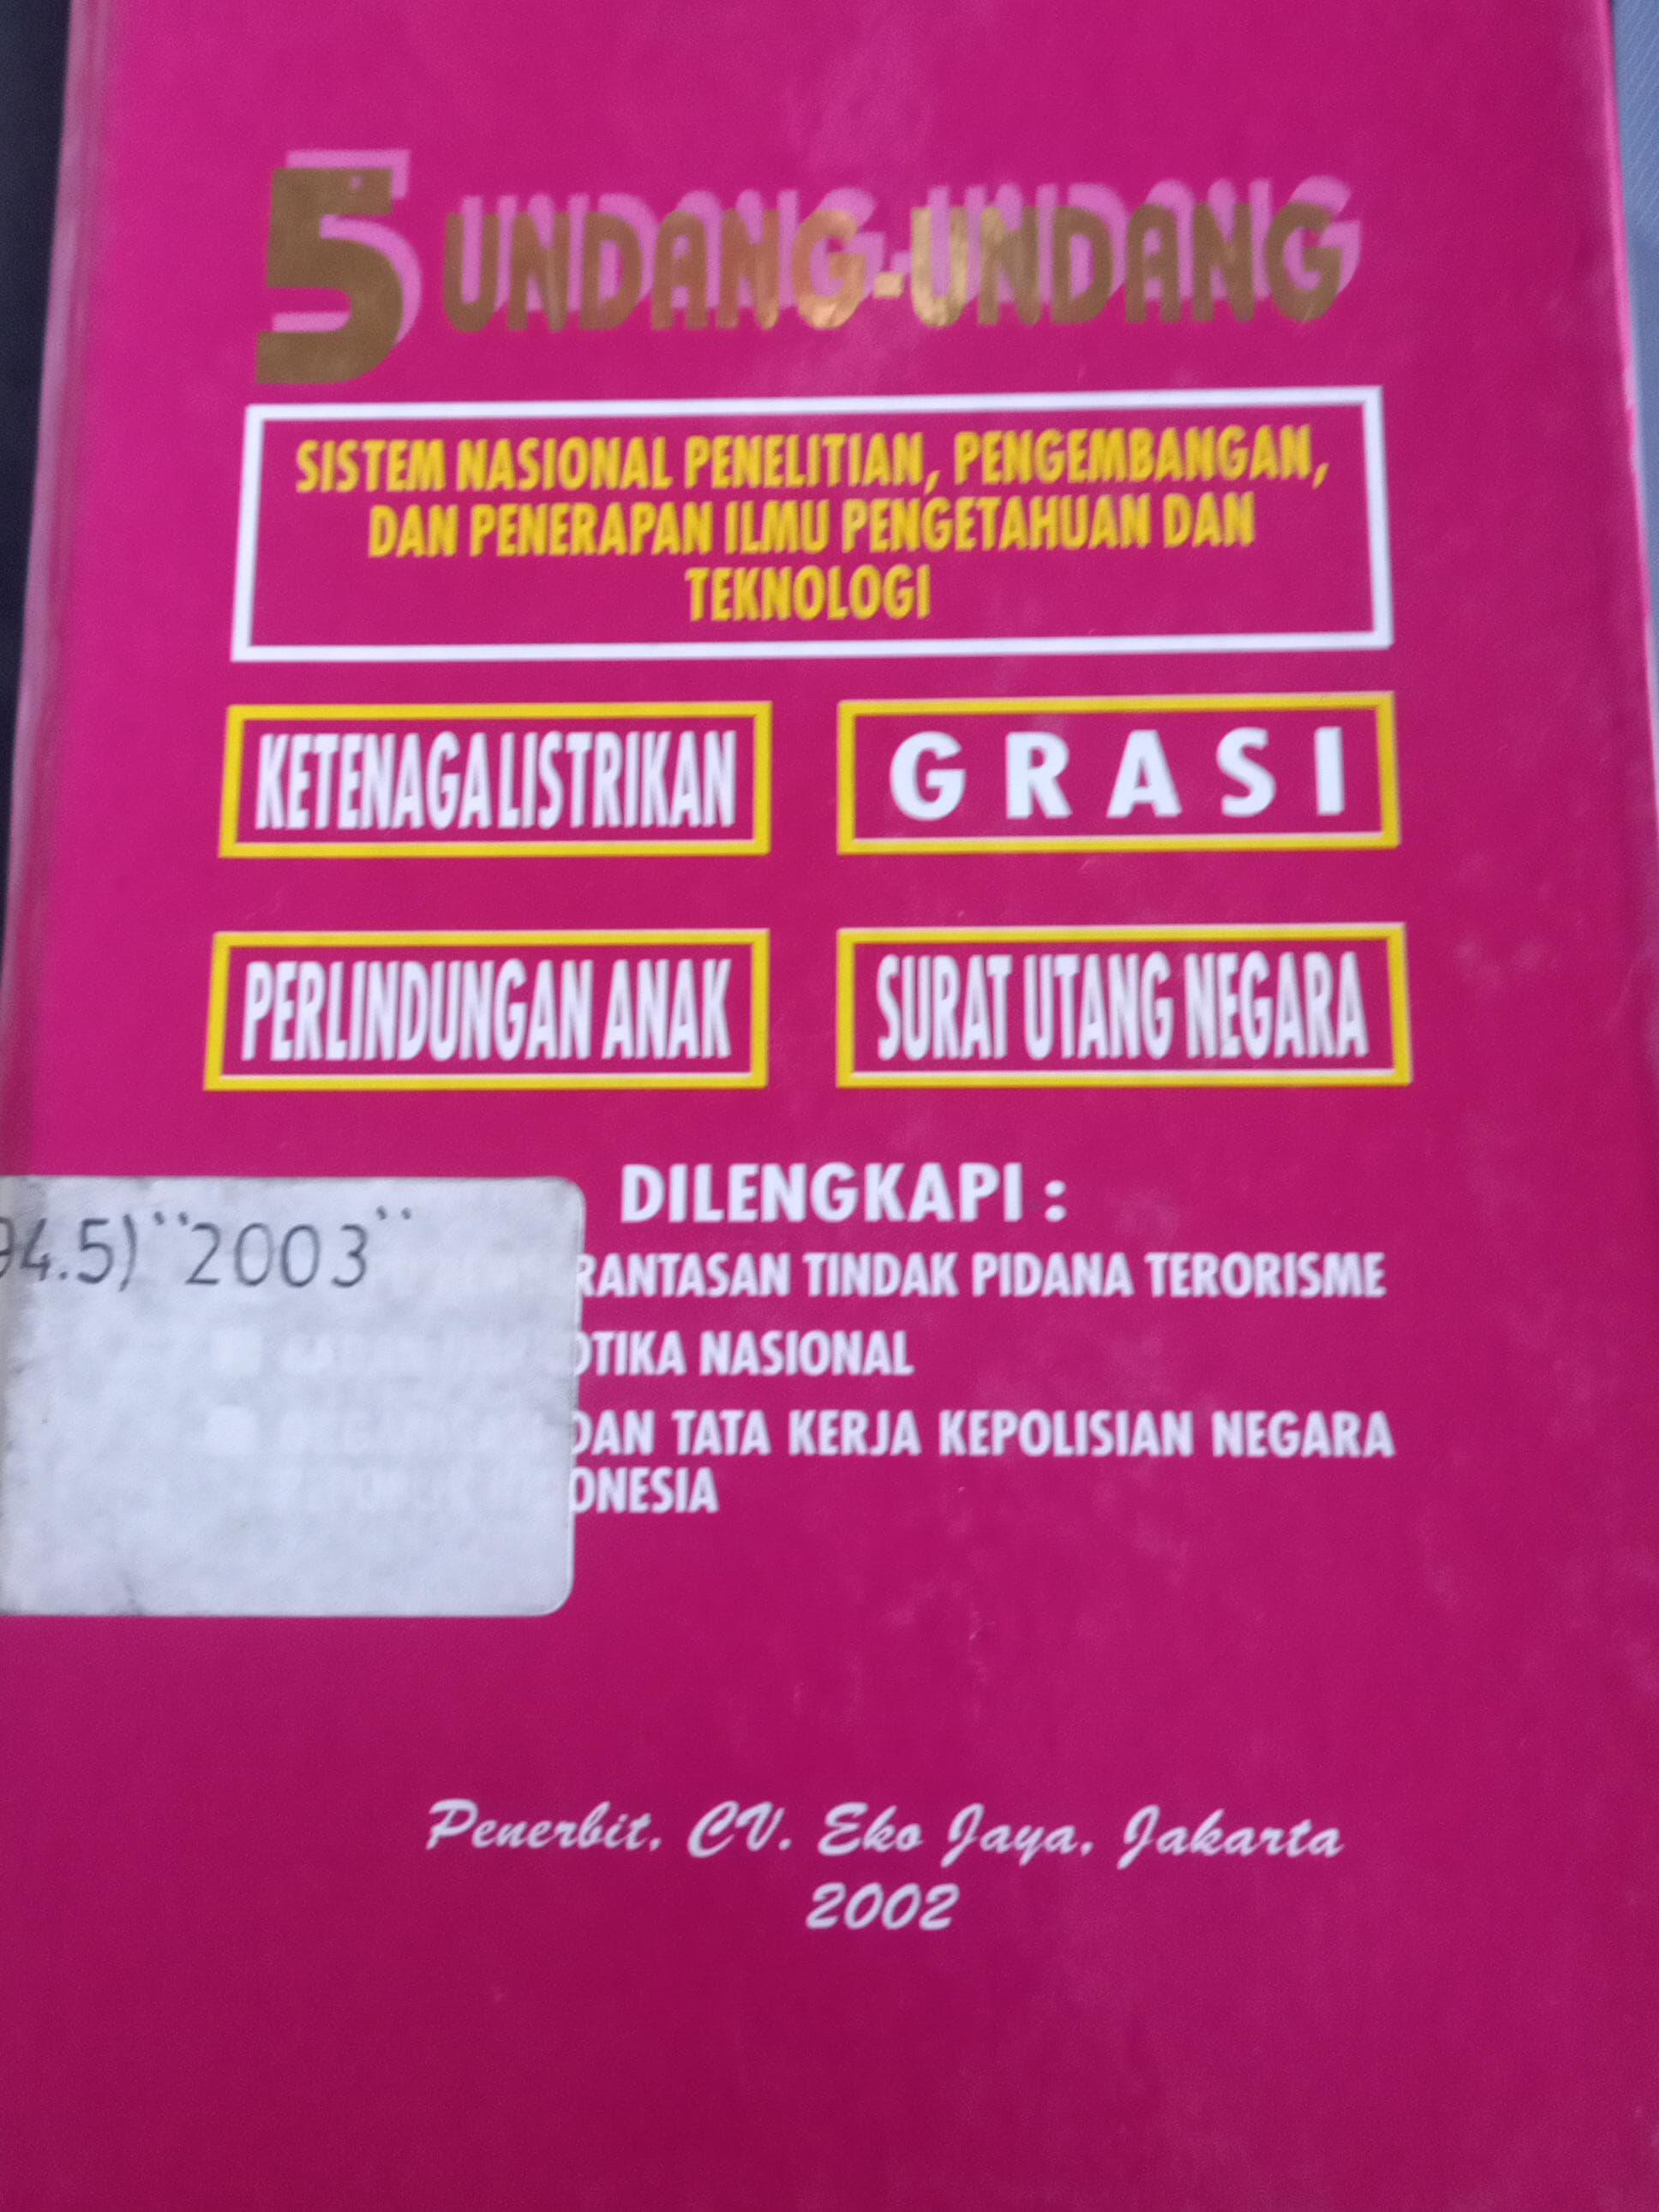 5 UNDANG-UNDANG
SISTEM NASIONAL PENELITIAN, PENGEMBANGAN,
DAN PENERAPAN ILMU PENGETAHUAN DAN
TEKNOLOGI
KETENAGALISTRIKAN
GRASI
PERLINDUNGAN ANAK
SURAT UTANG NEGARA
DILENGKAPI :
94.5) "2003"
RANTASAN TINDAK PIDANA TERORISME
OTIKA NASIONAL
DAN TATA KERJA KEPOLISIAN NEGARA
ONESIA
Penerbit. CV. Eko Jaya. Jakarta
2002